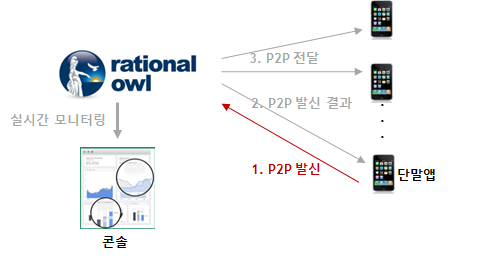 rational
owl
3. P2P 전달
2. P2P 발신 결과
실시간 모니터링
1. P2P 발신
단말앱
콘솔